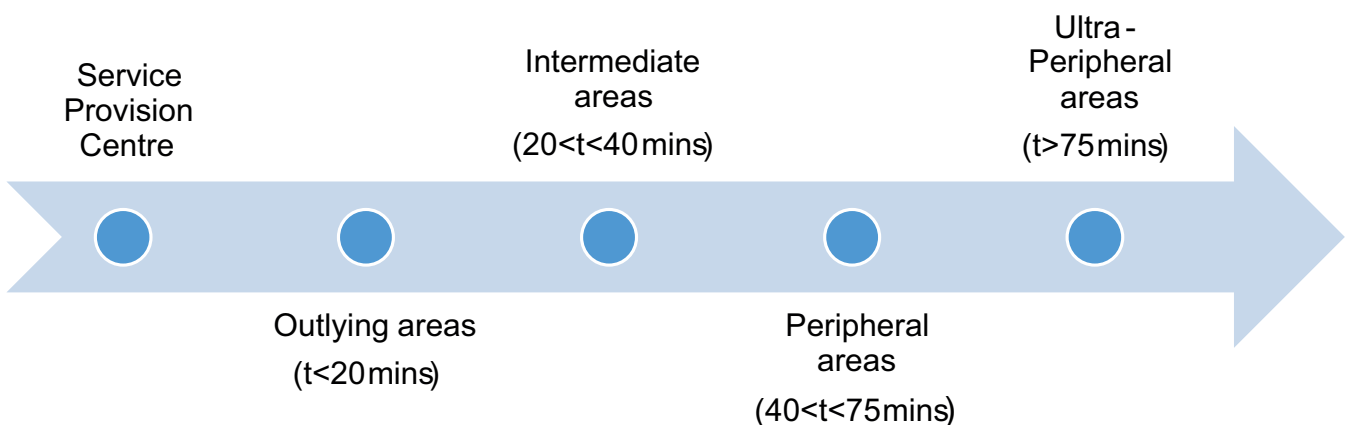 Service
Provision
Centre
Outlying areas
(t<20mins)
Intermediate
areas
(20<t<40mins)
Peripheral
areas
(40<t<75mins)
Ultra-
Peripheral
areas
(t>75mins)